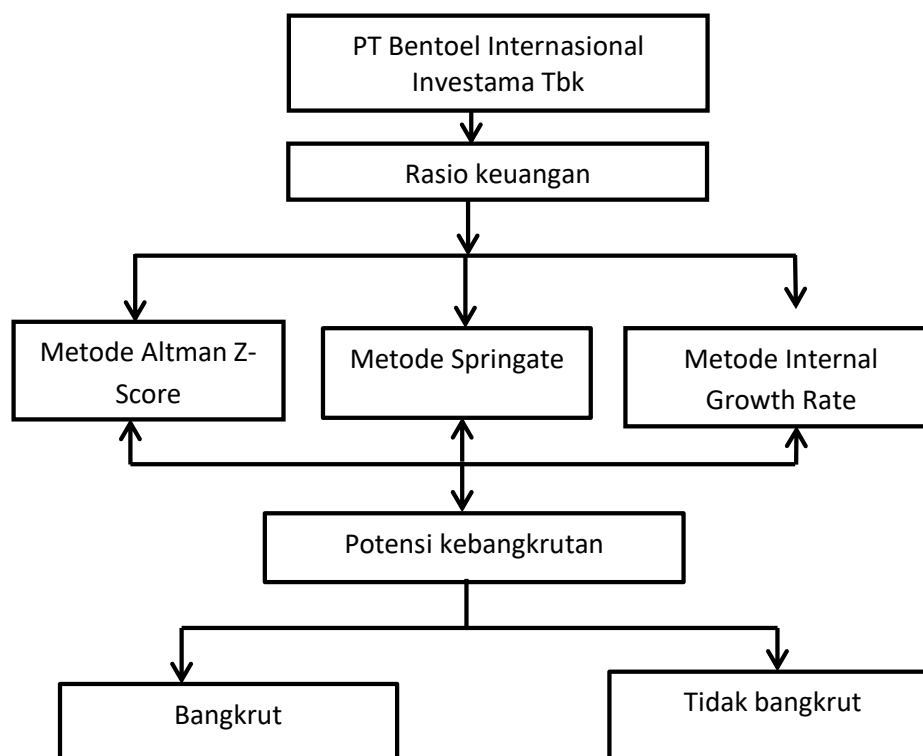 PT Bentoel Internasional
Investama Tbk
Rasio keuangan
Metode Altman Z-
Score
Metode Springate
Metode Internal
Growth Rate
Potensi kebangkrutan
Bangkrut
Tidak bangkrut